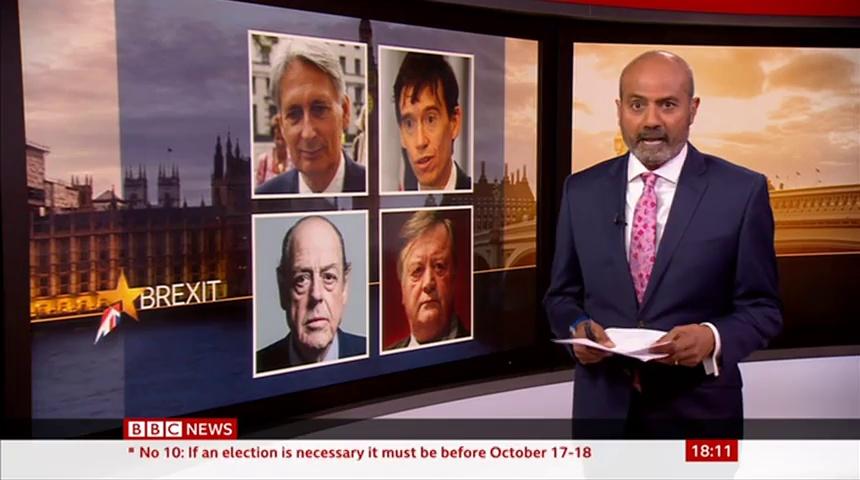 BREXIT
BBC NEWS
No 10: If an election is necessary it must be before October 17-18
18:11